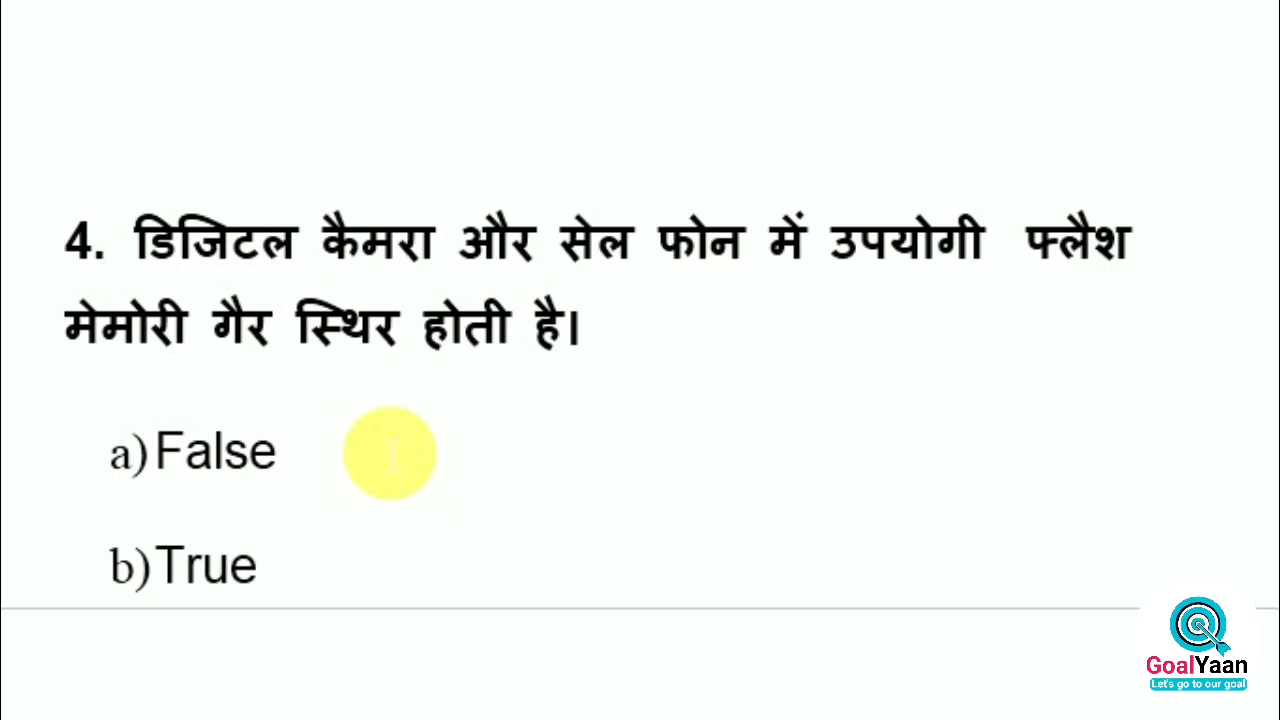 4. डिजिटल कैमरा और सेल फोन में उपयोगी फ्लैश
मेमोरी गैर स्थिर होती है।
a) False
b) True
GoalYaan
Let's go to our goal